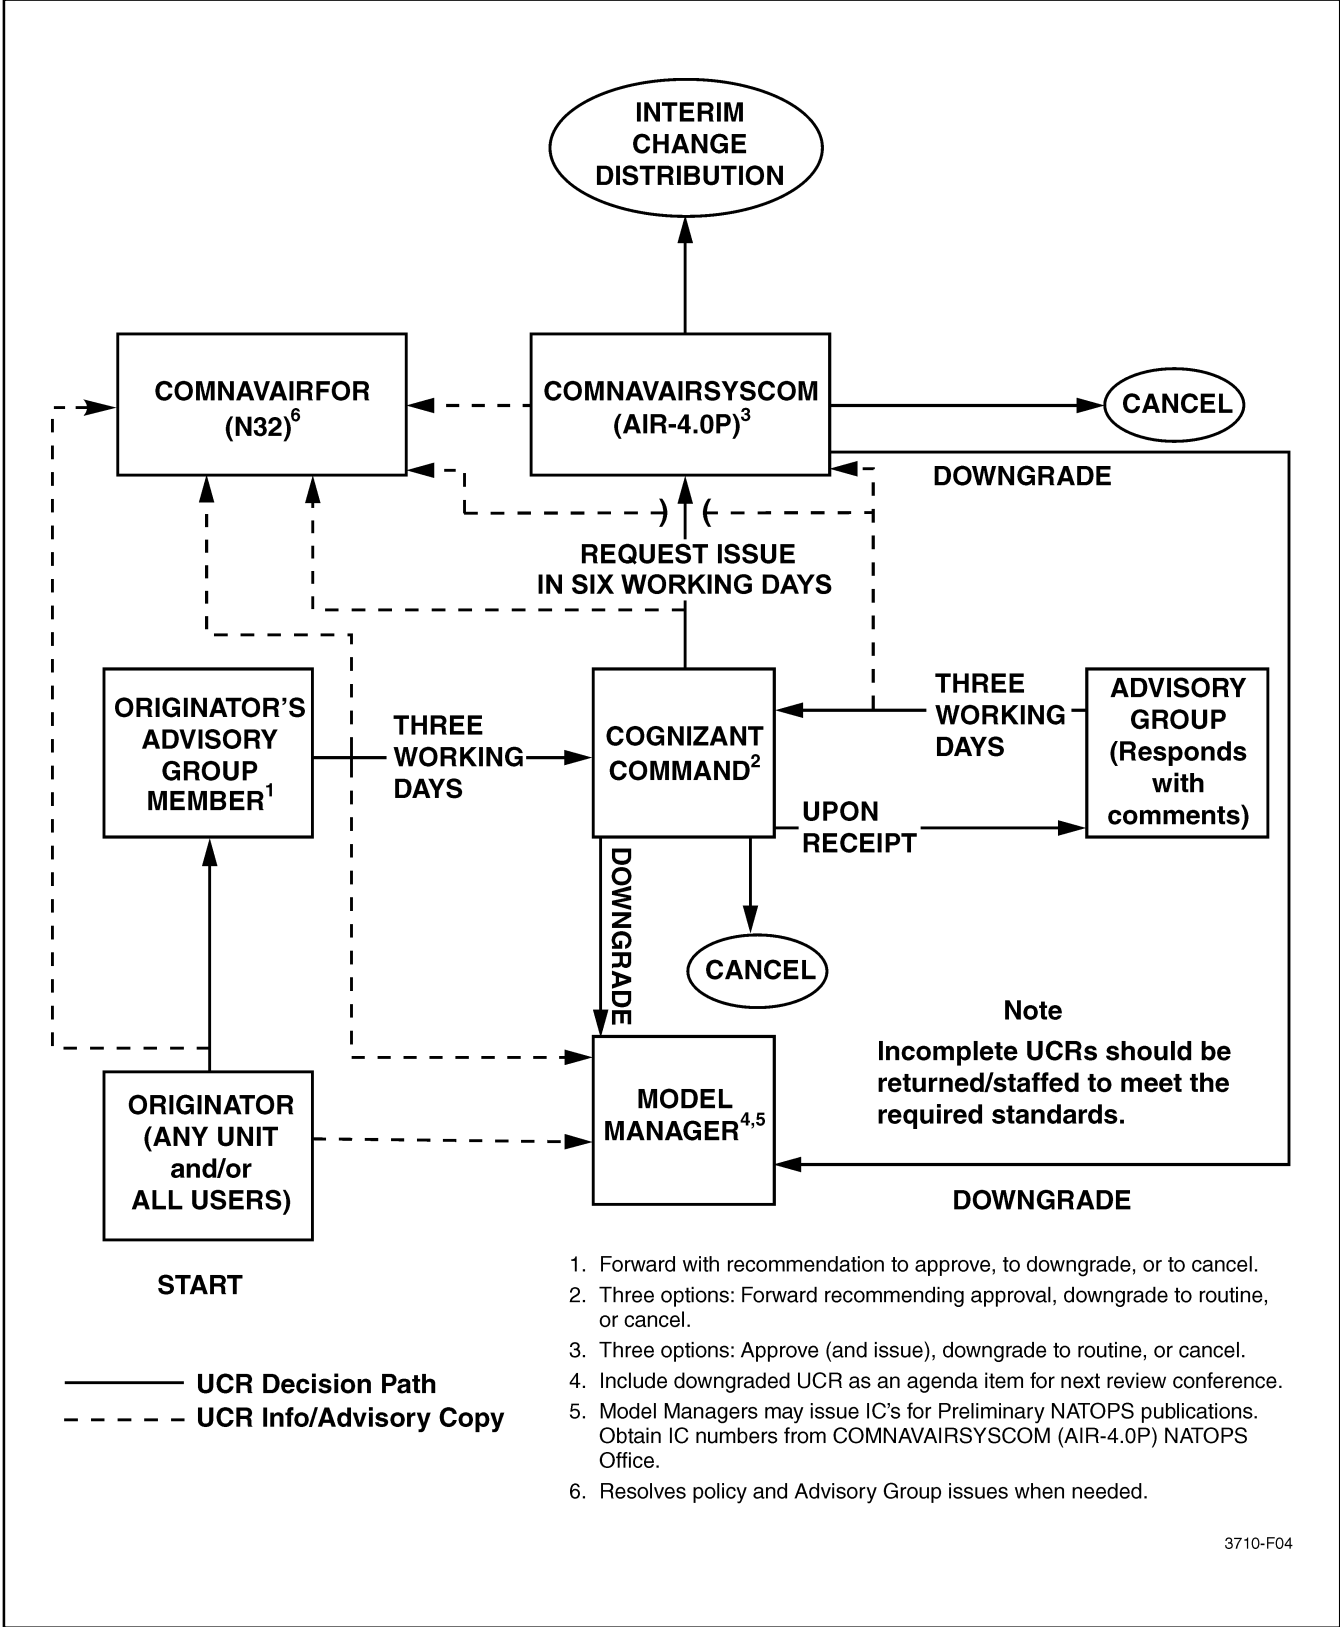 INTERIM
CHANGE
DISTRIBUTION
COMNAVAIRFOR
(N32)6
COMNAVAIRSYSCOM
(AIR-4.0P)3
CANCEL
DOWNGRADE
REQUEST ISSUE
IN SIX WORKING DAYS
ORIGINATOR'S
ADVISORY
GROUP
MEMBER1
THREE
WORKING
DAYS
COGNIZANT
COMMAND2
THREE
WORKING
DAYS
ADVISORY
GROUP
(Responds
with
comments)
UPON
RECEIPT
DOWNGRADE
CANCEL
Note
Incomplete UCRs should be
returned/staffed to meet the
required standards.
ORIGINATOR
(ANY UNIT
and/or
ALL USERS)
MODEL
MANAGER4,5
DOWNGRADE
START
UCR Decision Path
UCR Info/Advisory Copy
1. Forward with recommendation to approve, to downgrade, or to cancel.
2. Three options: Forward recommending approval, downgrade to routine,
or cancel.
3. Three options: Approve (and issue), downgrade to routine, or cancel.
4. Include downgraded UCR as an agenda item for next review conference.
5. Model Managers may issue IC's for Preliminary NATOPS publications.
Obtain IC numbers from COMNAVAIRSYSCOM (AIR-4.0P) NATOPS
Office.
6. Resolves policy and Advisory Group issues when needed.
3710-F04